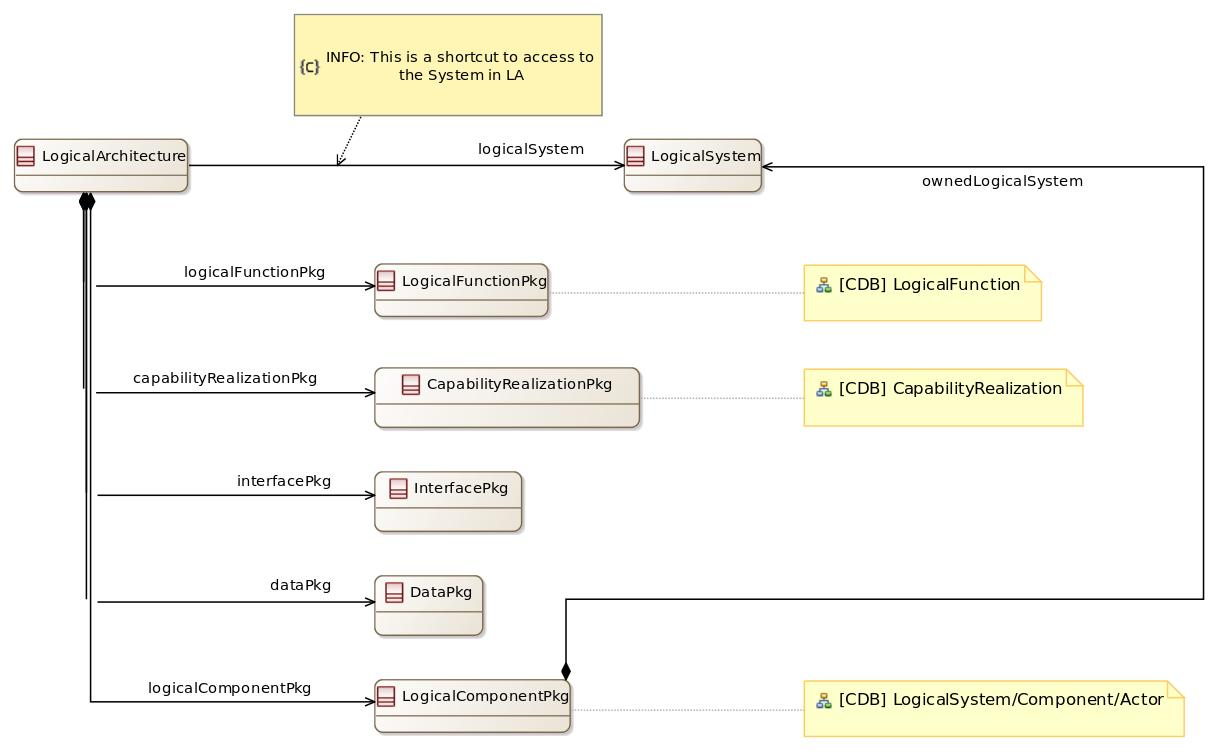 {c} INFO: This is a shortcut to access to
the System in LA
LogicalArchitecture
logicalSystem
LogicalSystem
ownedLogicalSystem
logicalFunctionPkg
LogicalFunctionPkg
[CDB] LogicalFunction
capabilityRealizationPkg
CapabilityRealizationPkg
[CDB] CapabilityRealization
interfacePkg
InterfacePkg
dataPkg
DataPkg
logicalComponentPkg
LogicalComponentPkg
[CDB] LogicalSystem/Component/Actor